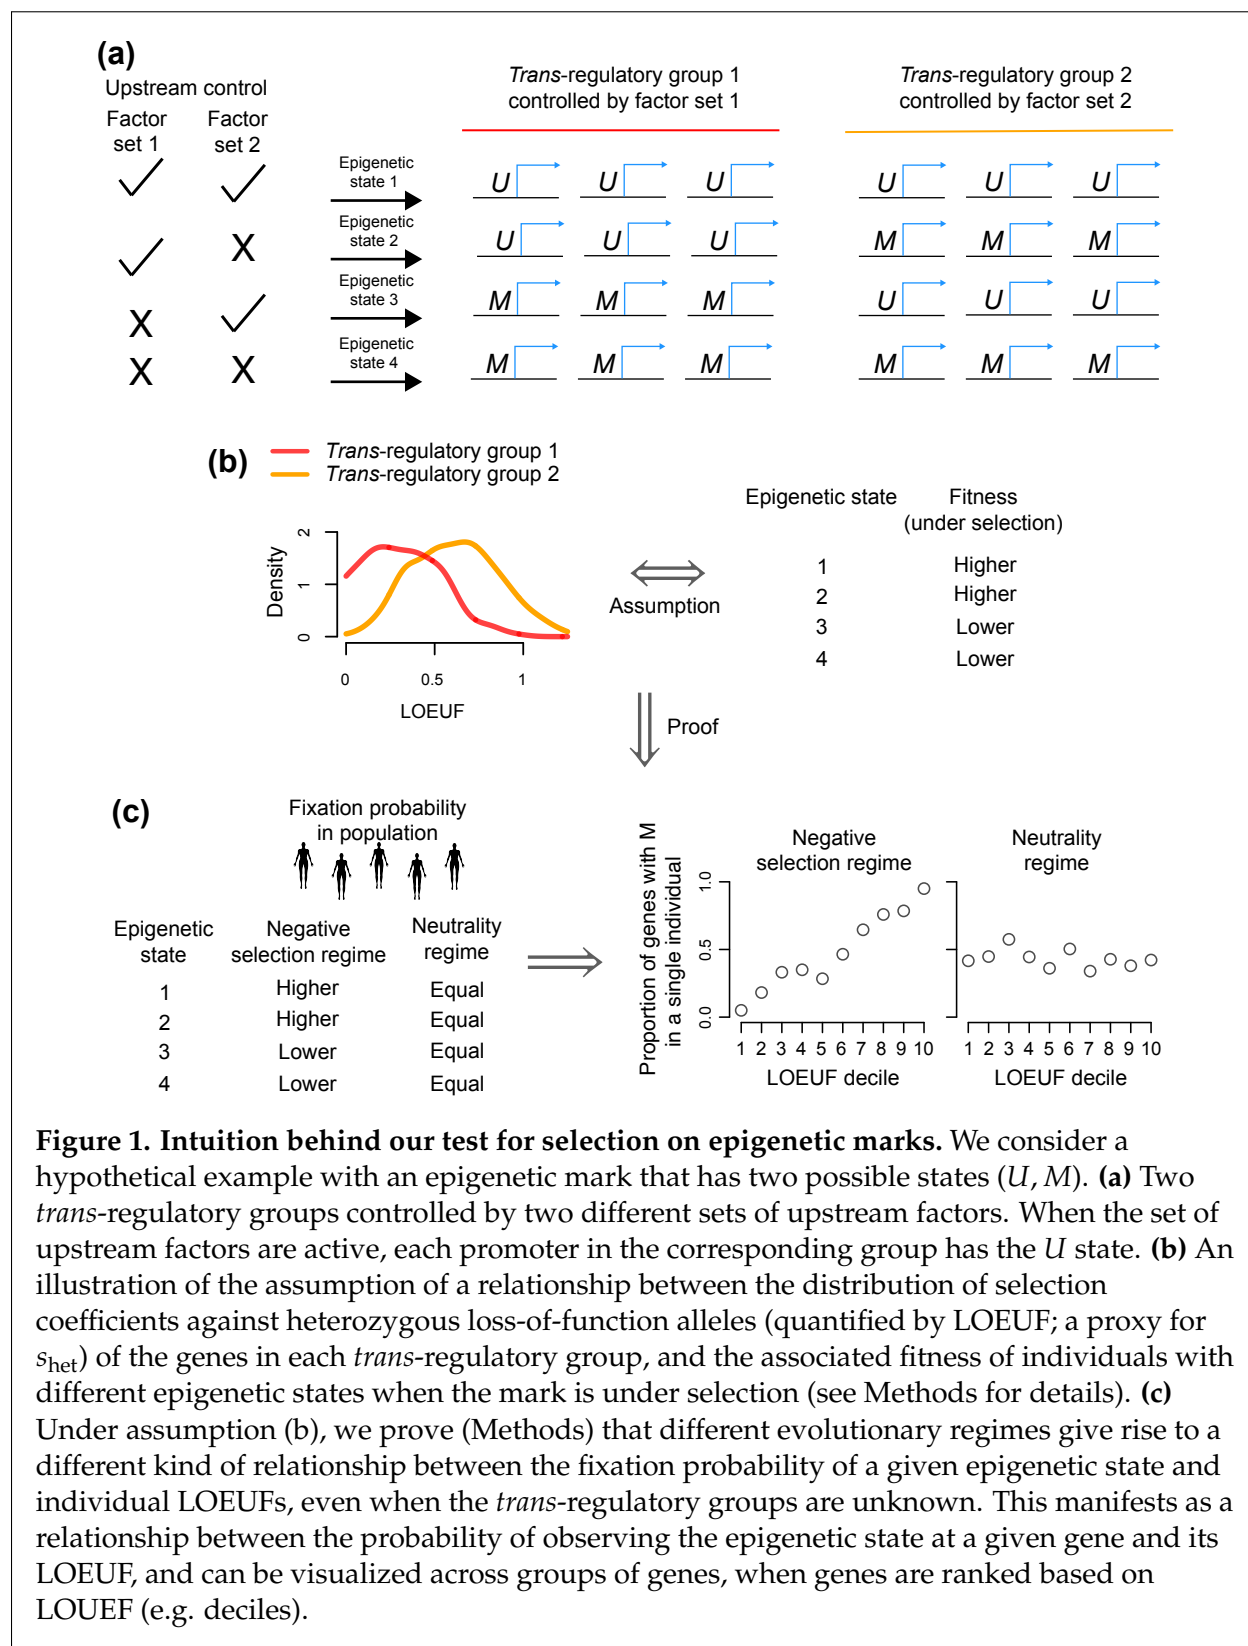 (a)
Upstream control
Factor set 1
Factor set 2
Trans-regulatory group 1
controlled by factor set 1
Trans-regulatory group 2
controlled by factor set 2
Epigenetic
state 1
U U U U U U
X
Epigenetic
state 2
U U U M M M
X
Epigenetic
state 3
M M M U U U
X X
Epigenetic
state 4
M M M M M M
(b)
Trans-regulatory group 1
Trans-regulatory group 2
Density
0 1 2
0 0.5 1
LOEUF
Assumption
Epigenetic state Fitness
(under selection)
1 Higher
2 Higher
3 Lower
4 Lower
Proof
(c)
Fixation probability
in population
Epigenetic
state
Negative
selection regime
Neutrality
regime
1 Higher Equal
2 Higher Equal
3 Lower Equal
4 Lower Equal
Proportion of genes with M
in a single individual
Negative
selection regime
0.0 0.5 1.0
1 2 3 4 5 6 7 8 9 10
LOEUF decile
Neutrality
regime
1 2 3 4 5 6 7 8 9 10
LOEUF decile
Figure 1. Intuition behind our test for selection on epigenetic marks. We consider a
hypothetical example with an epigenetic mark that has two possible states (U, M). (a) Two
trans-regulatory groups controlled by two different sets of upstream factors. When the set of
upstream factors are active, each promoter in the corresponding group has the U state. (b) An
illustration of the assumption of a relationship between the distribution of selection
coefficients against heterozygous loss-of-function alleles (quantified by LOEUF; a proxy for
s_het) of the genes in each trans-regulatory group, and the associated fitness of individuals with
different epigenetic states when the mark is under selection (see Methods for details). (c)
Under assumption (b), we prove (Methods) that different evolutionary regimes give rise to a
different kind of relationship between the fixation probability of a given epigenetic state and
individual LOEUFs, even when the trans-regulatory groups are unknown. This manifests as a
relationship between the probability of observing the epigenetic state at a given gene and its
LOEUF, and can be visualized across groups of genes, when genes are ranked based on
LOUEF (e.g. deciles).